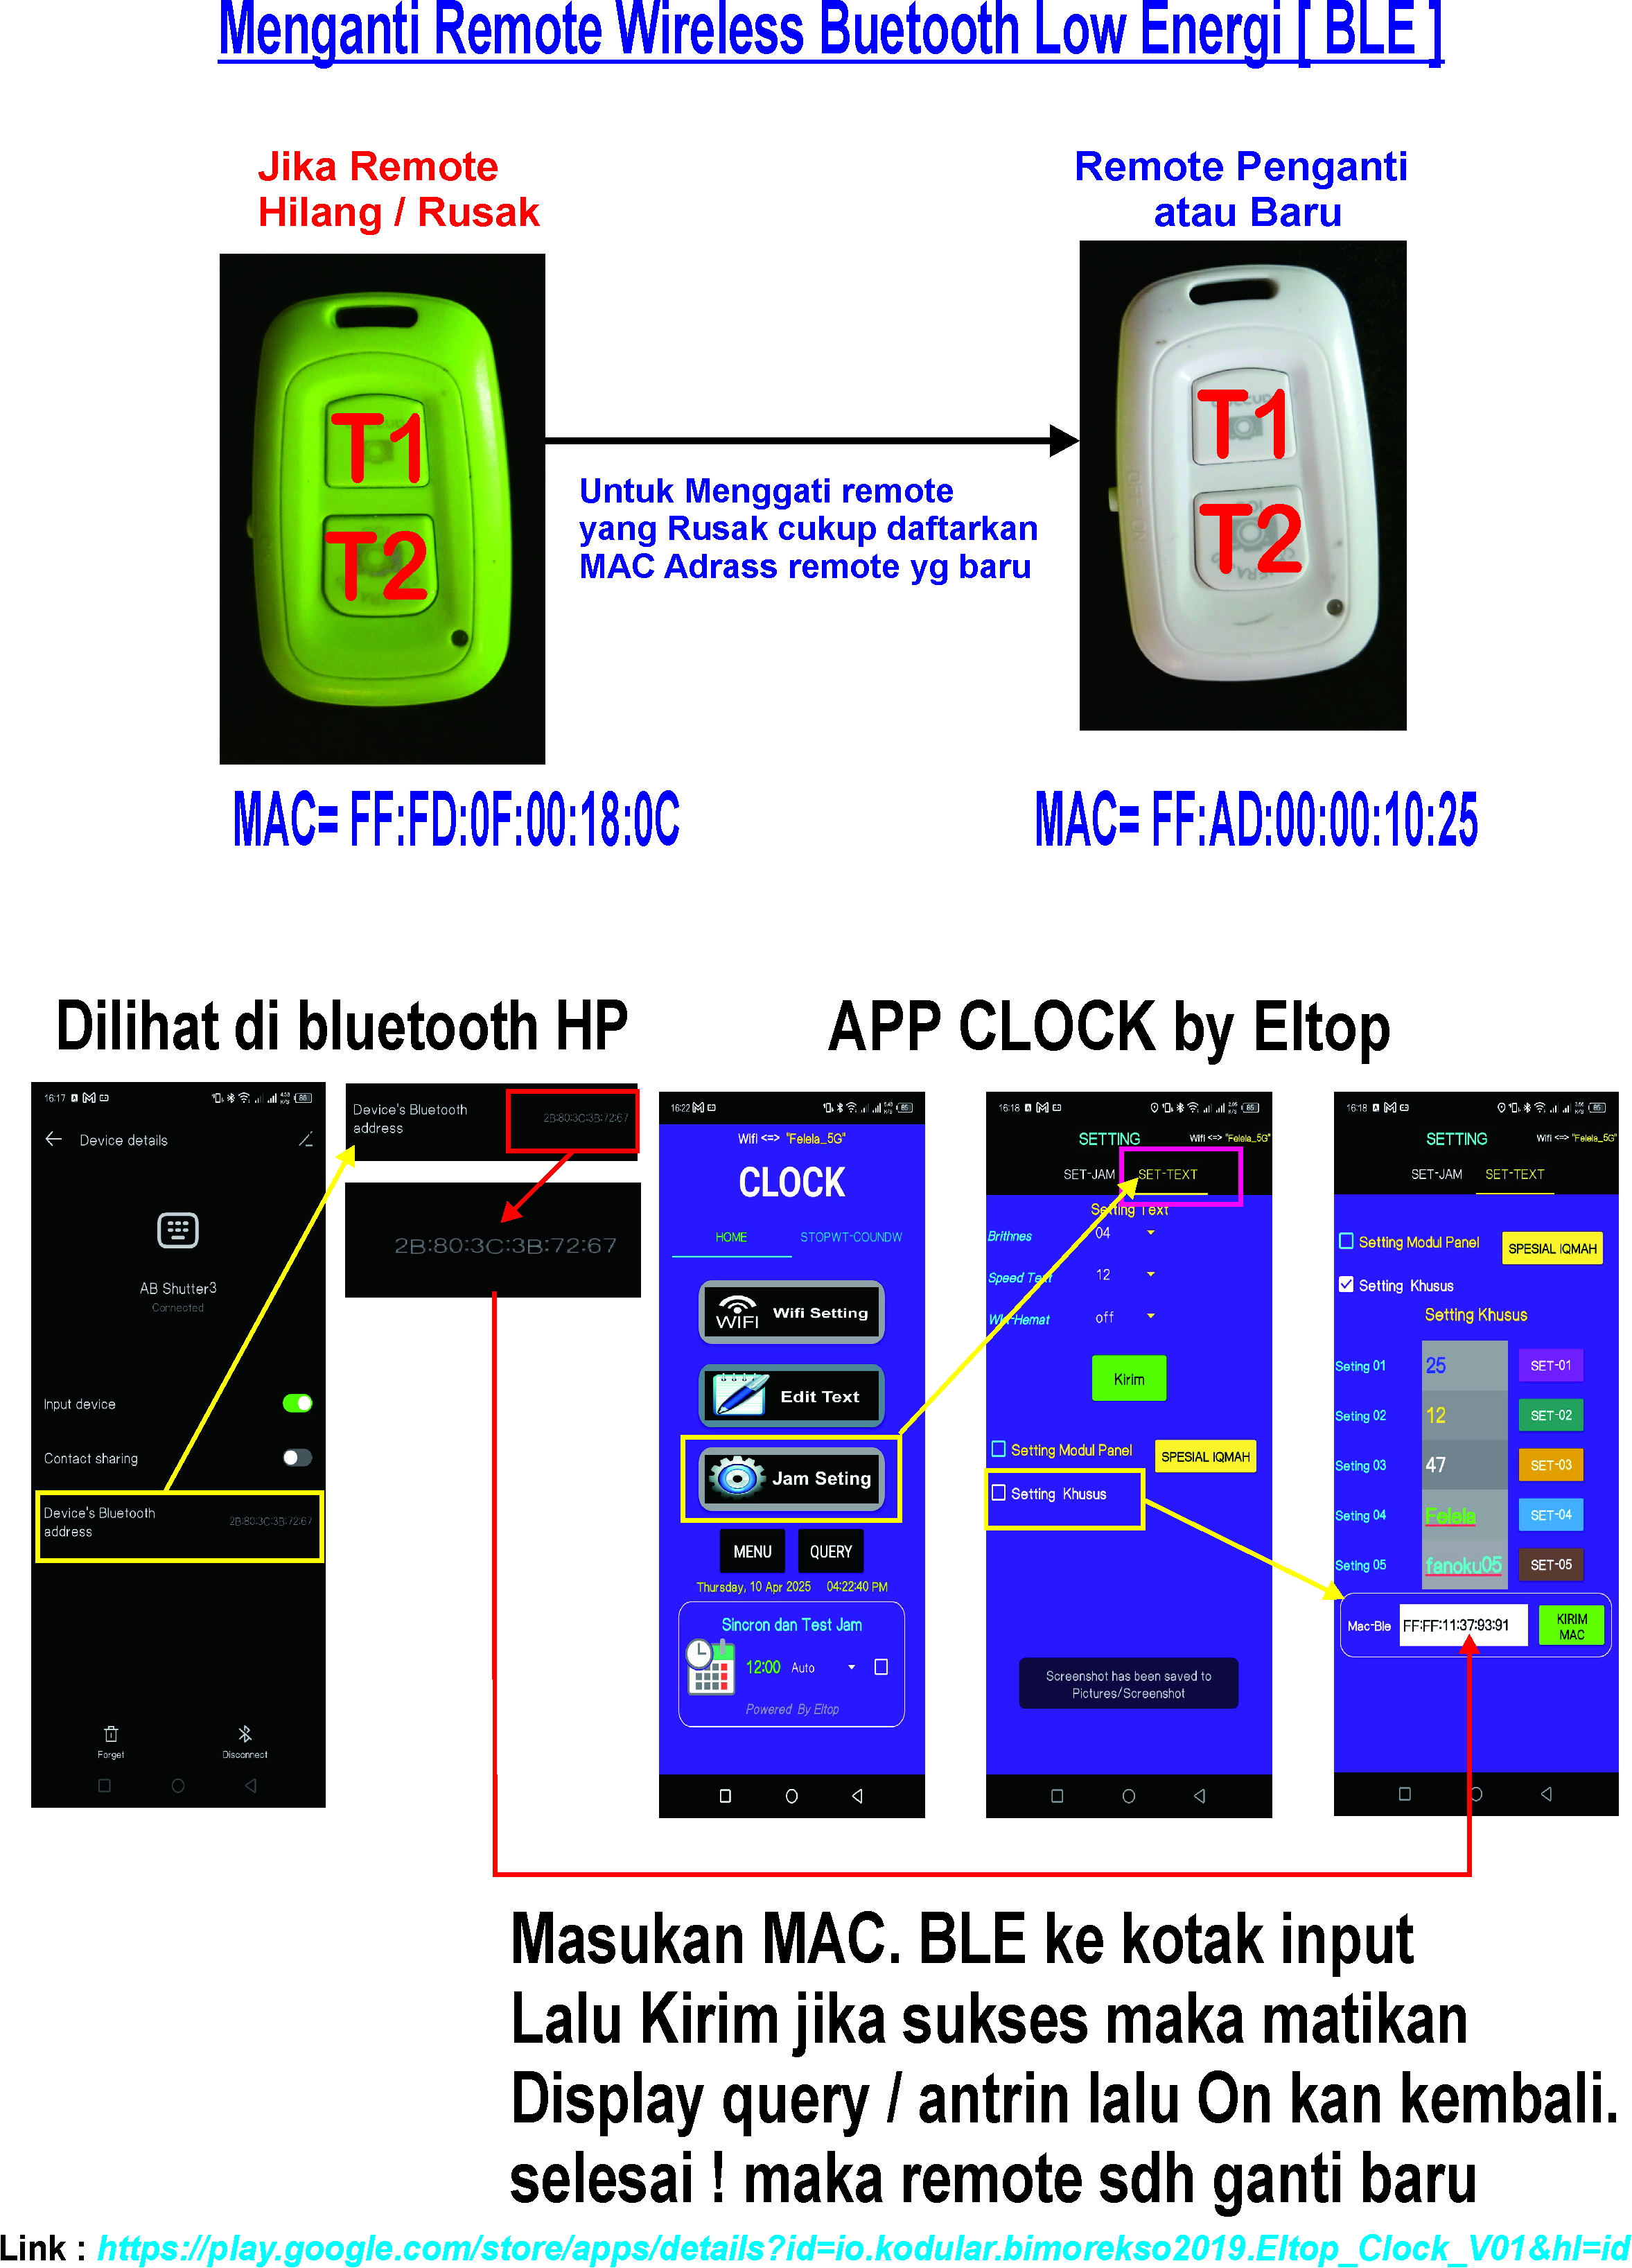 Menganti Remote Wireless Buetooth Low Energi [ BLE ]
Jika Remote
Hilang / Rusak
Remote Penganti
atau Baru
T1
T2
T1
T2
OFF ON
Untuk Menggati remote
yang Rusak cukup daftarkan
MAC Adrass remote yg baru
MAC= FF:FD:0F:00:18:0C
MAC= FF:AD:00:00:10:25
Dilihat di bluetooth HP
APP CLOCK by Eltop
16:17
Device details
AB Shutter3
Connected
Input device
Contact sharing
Device's Bluetooth
address
2B:80:3C:3B:72:67
Forget
Disconnect
Device's Bluetooth
address
2B:80:3C:3B:72:67
2B:80:3C:3B:72:67
16:22
Wifi <=> "Felela_5G"
CLOCK
HOME
STOPWT-COUNDW
WIFI
Wifi Setting
Edit Text
Jam Seting
MENU
QUERY
Thursday, 10 Apr 2025 04:22:40 PM
Sincron dan Test Jam
12:00 Auto
Powered By Eltop
16:18
SETTING
Wifi <=> "Felela_5G"
SET-JAM
SET-TEXT
Setting Text
Brithnes 04
Speed Text 12
Wkt-Hemat off
Kirim
Setting Modul Panel
SPESIAL IQMAH
Setting Khusus
Screenshot has been saved to
Pictures/Screenshot
16:18
SETTING
Wifi <=> "Felela_5G"
SET-JAM
SET-TEXT
Setting Modul Panel
SPESIAL IQMAH
Setting Khusus
Setting Khusus
Seting 01 25 SET-01
Seting 02 12 SET-02
Seting 03 47 SET-03
Seting 04 Felela SET-04
Seting 05 fanoku05 SET-05
Mac-Ble FF:FF:11:37:93:91 KIRIM
MAC
Masukan MAC. BLE ke kotak input
Lalu Kirim jika sukses maka matikan
Display query / antrin lalu On kan kembali.
selesai ! maka remote sdh ganti baru
Link : https://play.google.com/store/apps/details?id=io.kodular.bimorekso2019.Eltop_Clock_V01&hl=id